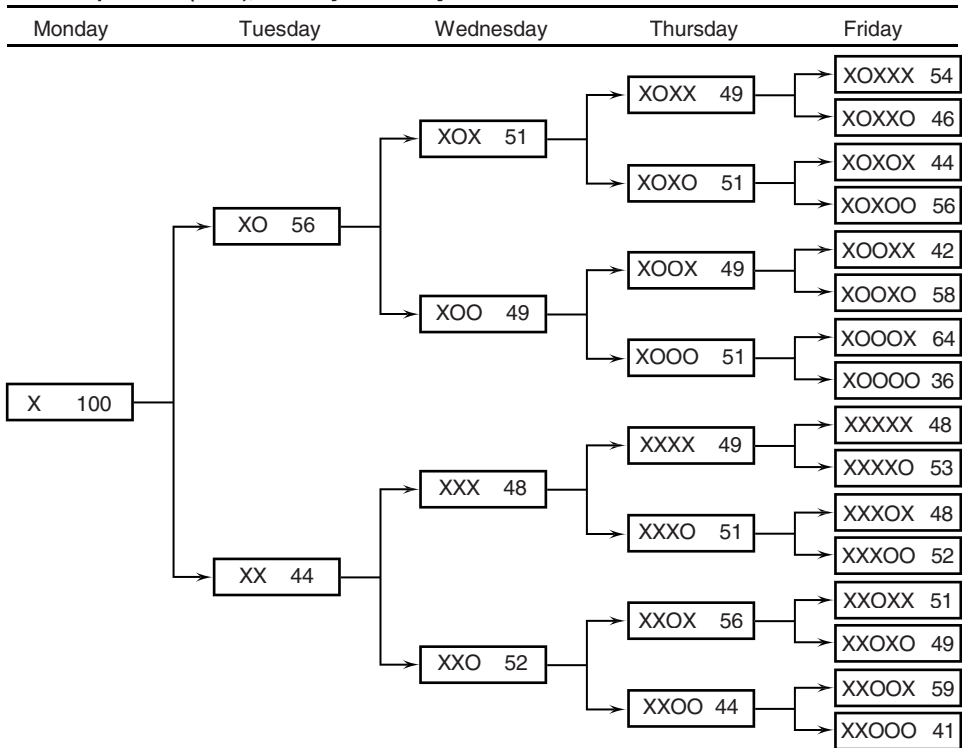 Monday Tuesday Wednesday Thursday Friday
XOXXX 54
XOXX 49
XOXXO 46
XOX 51
XOXOX 44
XOXO 51
XOXOO 56
XO 56
XOOXX 42
XOOX 49
XOOXO 58
XOO 49
XOOOX 64
XOOO 51
XOOOO 36
X 100
XXXXX 48
XXXX 49
XXXXO 53
XXX 48
XXXOX 48
XXXO 51
XXXOO 52
XX 44
XXOXX 51
XXOX 56
XXOXO 49
XXO 52
XXOOX 59
XXOO 44
XXOOO 41